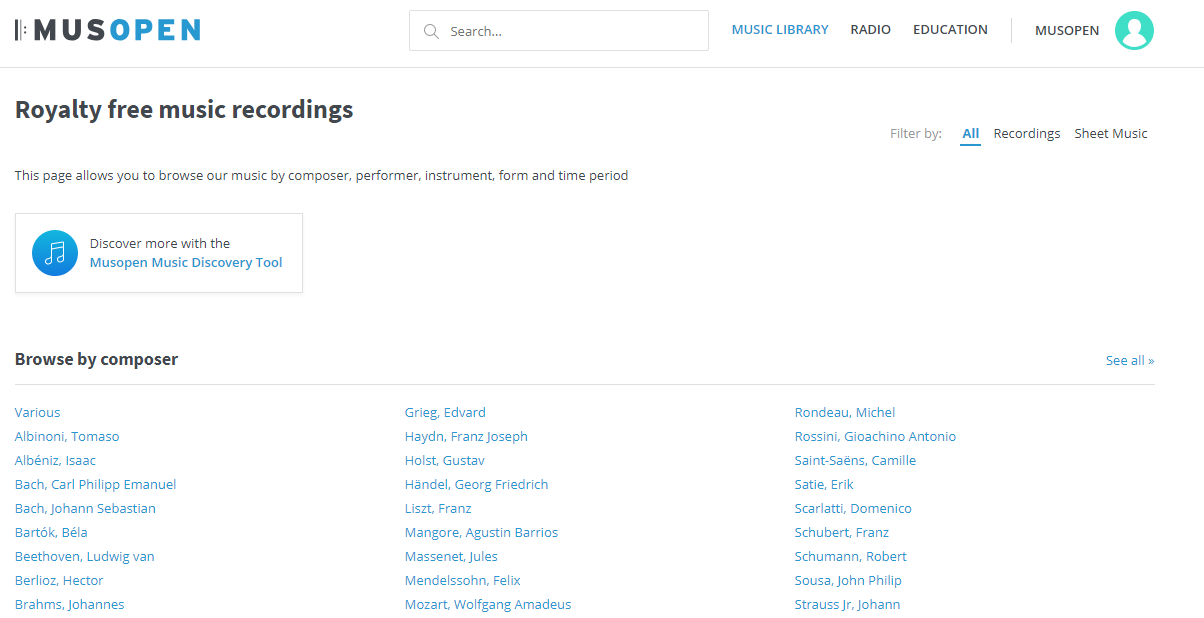 MUSOPEN
Search...
MUSIC LIBRARY
RADIO
EDUCATION
MUSOPEN
Royalty free music recordings
Filter by: All Recordings Sheet Music
This page allows you to browse our music by composer, performer, instrument, form and time period
Discover more with the
Musopen Music Discovery Tool
Browse by composer
See all »
Various
Albinoni, Tomaso
Albéniz, Isaac
Bach, Carl Philipp Emanuel
Bach, Johann Sebastian
Bartók, Béla
Beethoven, Ludwig van
Berlioz, Hector
Brahms, Johannes
Grieg, Edvard
Haydn, Franz Joseph
Holst, Gustav
Händel, Georg Friedrich
Liszt, Franz
Mangore, Agustin Barrios
Massenet, Jules
Mendelssohn, Felix
Mozart, Wolfgang Amadeus
Rondeau, Michel
Rossini, Gioachino Antonio
Saint-Saëns, Camille
Satie, Erik
Scarlatti, Domenico
Schubert, Franz
Schumann, Robert
Sousa, John Philip
Strauss Jr, Johann